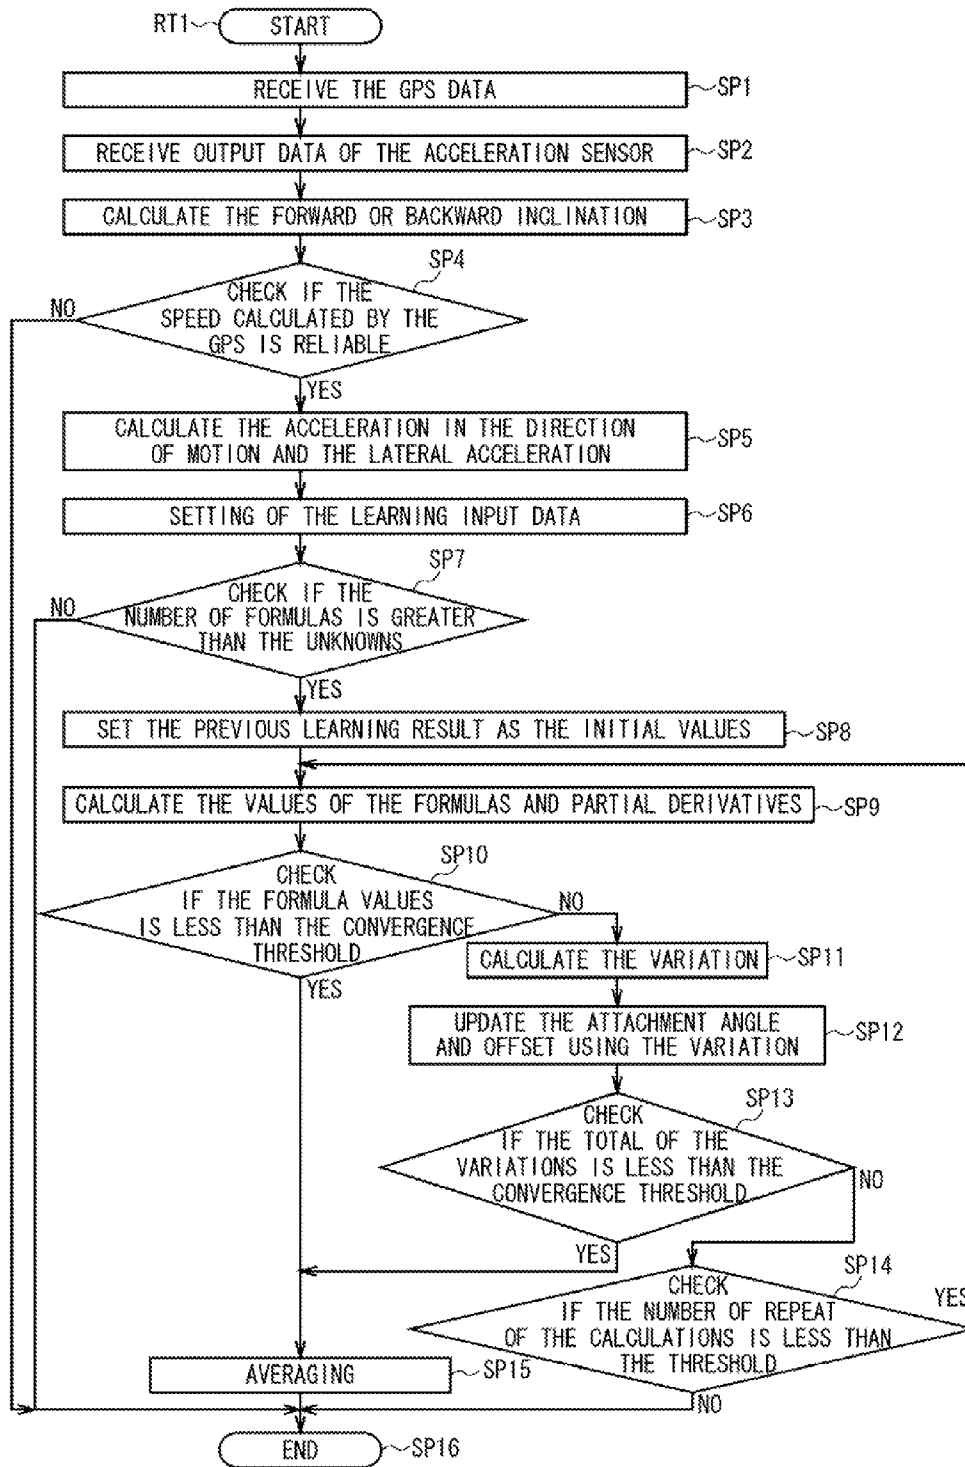 RT1
START
RECEIVE THE GPS DATA
SP1
RECEIVE OUTPUT DATA OF THE ACCELERATION SENSOR
SP2
CALCULATE THE FORWARD OR BACKWARD INCLINATION
SP3
SP4
CHECK IF THE
SPEED CALCULATED BY THE
GPS IS RELIABLE
NO
YES
CALCULATE THE ACCELERATION IN THE DIRECTION
OF MOTION AND THE LATERAL ACCELERATION
SP5
SETTING OF THE LEARNING INPUT DATA
SP6
SP7
CHECK IF THE
NUMBER OF FORMULAS IS GREATER
THAN THE UNKNOWNS
NO
YES
SET THE PREVIOUS LEARNING RESULT AS THE INITIAL VALUES
SP8
CALCULATE THE VALUES OF THE FORMULAS AND PARTIAL DERIVATIVES
SP9
SP10
CHECK
IF THE FORMULA VALUES
IS LESS THAN THE CONVERGENCE
THRESHOLD
NO
YES
CALCULATE THE VARIATION
SP11
UPDATE THE ATTACHMENT ANGLE
AND OFFSET USING THE VARIATION
SP12
SP13
CHECK
IF THE TOTAL OF THE
VARIATIONS IS LESS THAN THE
CONVERGENCE THRESHOLD
NO
YES
SP14
CHECK
IF THE NUMBER OF REPEAT
OF THE CALCULATIONS IS LESS THAN
THE THRESHOLD
YES
NO
AVERAGING
SP15
END
SP16